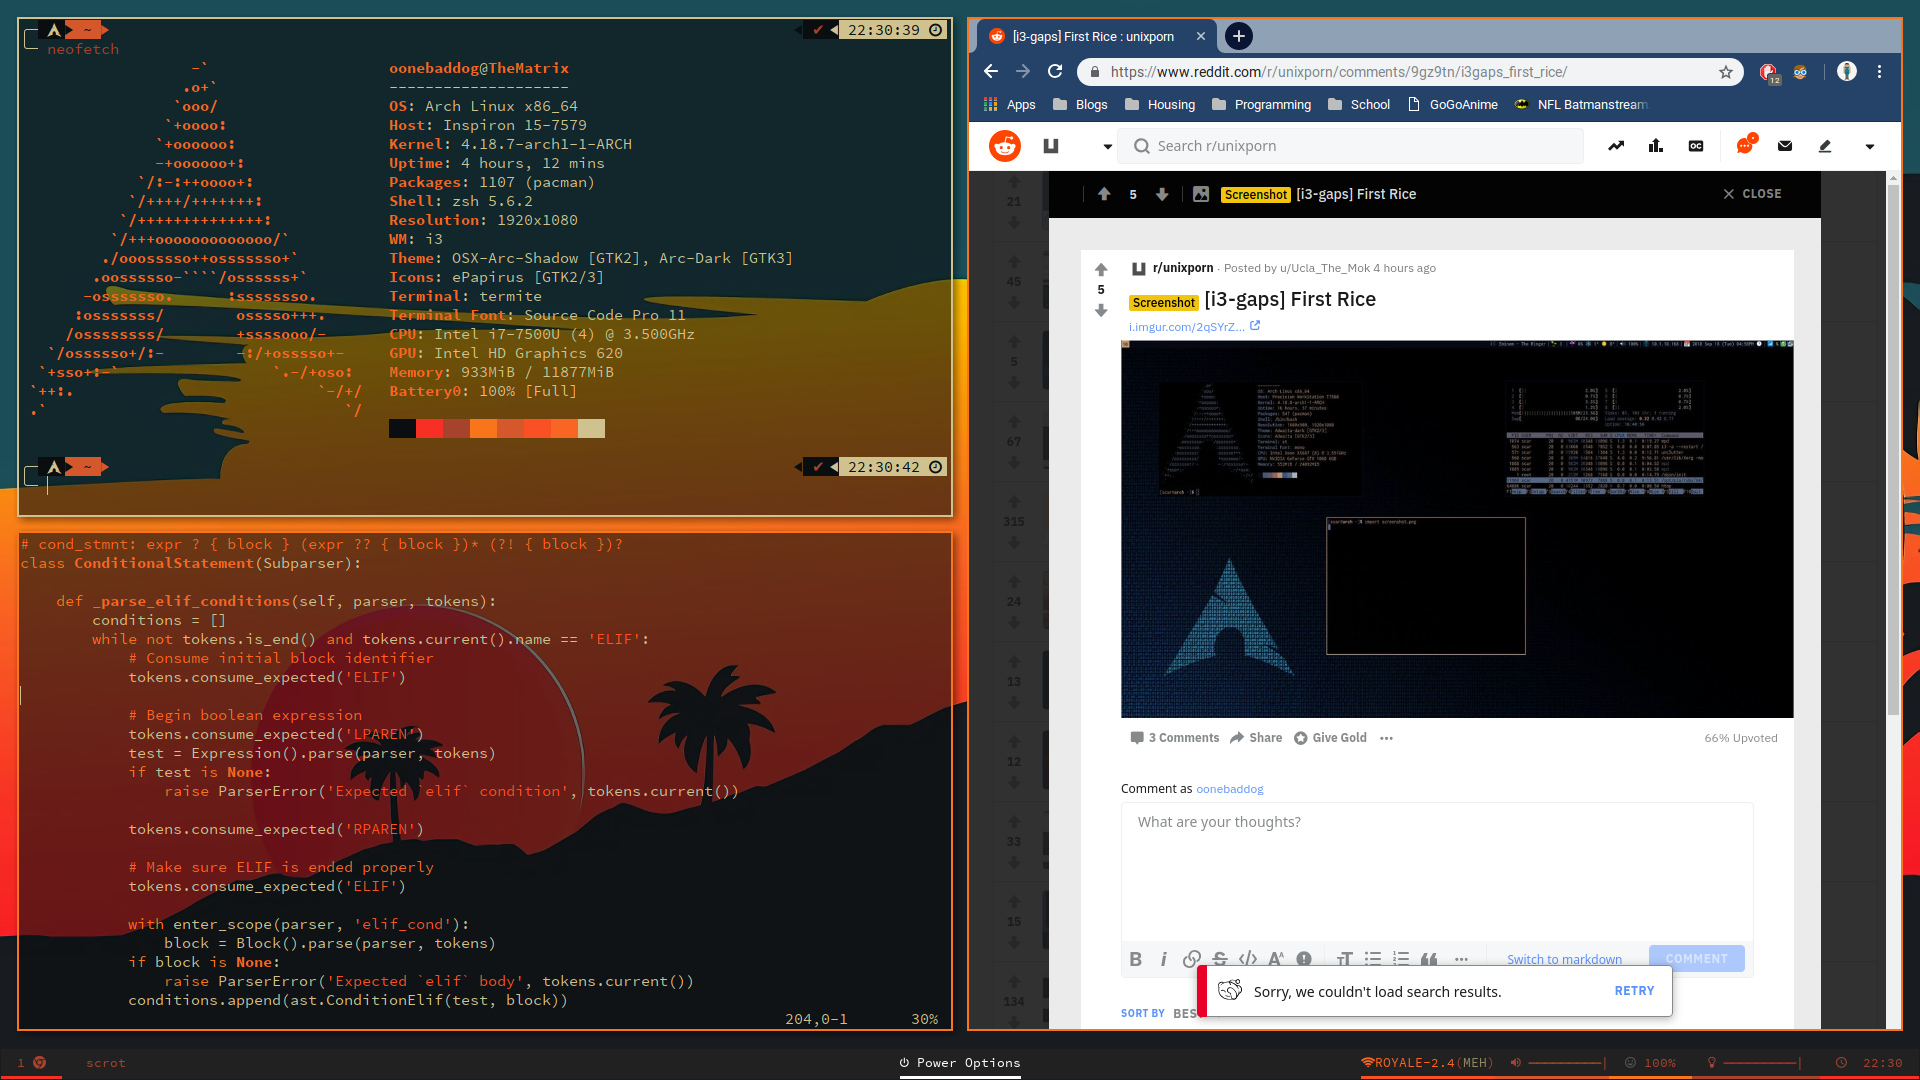 ~
✔ 22:30:39
neofetch
oonebaddog@TheMatrix
--------------------
OS: Arch Linux x86_64
Host: Inspiron 15-7579
Kernel: 4.18.7-arch1-1-ARCH
Uptime: 4 hours, 12 mins
Packages: 1107 (pacman)
Shell: zsh 5.6.2
Resolution: 1920x1080
WM: i3
Theme: OSX-Arc-Shadow [GTK2], Arc-Dark [GTK3]
Icons: ePapirus [GTK2/3]
Terminal: termite
Terminal Font: Source Code Pro 11
CPU: Intel i7-7500U (4) @ 3.500GHz
GPU: Intel HD Graphics 620
Memory: 933MiB / 11877MiB
Battery0: 100% [Full]
~
✔ 22:30:42
# cond_stmnt: expr ? { block } (expr ?? { block })* (?! { block })?
class ConditionalStatement(Subparser):
def _parse_elif_conditions(self, parser, tokens):
conditions = []
while not tokens.is_end() and tokens.current().name == 'ELIF':
# Consume initial block identifier
tokens.consume_expected('ELIF')
# Begin boolean expression
tokens.consume_expected('LPAREN')
test = Expression().parse(parser, tokens)
if test is None:
raise ParserError('Expected `elif` condition', tokens.current())
tokens.consume_expected('RPAREN')
# Make sure ELIF is ended properly
tokens.consume_expected('ELIF')
with enter_scope(parser, 'elif_cond'):
block = Block().parse(parser, tokens)
if block is None:
raise ParserError('Expected `elif` body', tokens.current())
conditions.append(ast.ConditionElif(test, block))
204,0-1 30%
[i3-gaps] First Rice : unixporn
https://www.reddit.com/r/unixporn/comments/9gz9tn/i3gaps_first_rice/
12
Apps Blogs Housing Programming School GoGoAnime NFL Batmanstream
Search r/unixporn
OC
5 Screenshot [i3-gaps] First Rice CLOSE
21
45
5
67
315
24
13
12
33
15
134
r/unixporn · Posted by u/Ucla_The_Mok 4 hours ago
5
Screenshot [i3-gaps] First Rice
i.imgur.com/2qSYrZ...
3 Comments Share Give Gold ··· 66% Upvoted
Comment as oonebaddog
What are your thoughts?
Switch to markdown COMMENT
Sorry, we couldn't load search results. RETRY
SORT BY BES
1 scrot
Power Options
ROYALE-2.4(MEH) 100% 22:30